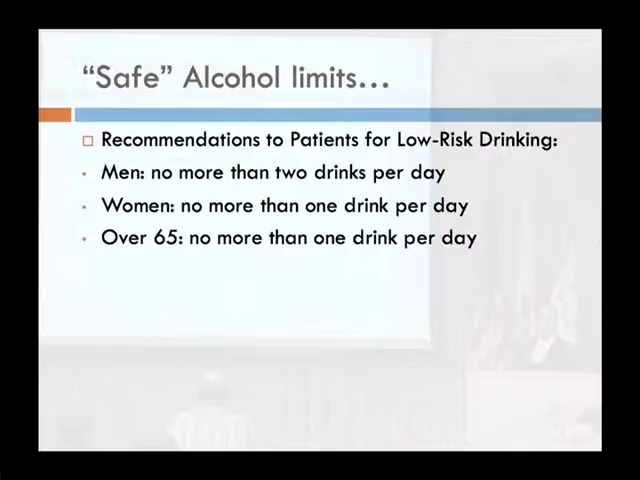 “Safe” Alcohol limits…
Recommendations to Patients for Low-Risk Drinking:
Men: no more than two drinks per day
Women: no more than one drink per day
Over 65: no more than one drink per day